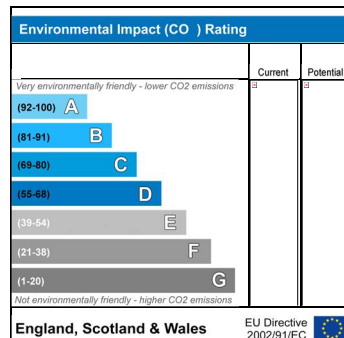 Environmental Impact (CO ) Rating
Current Potential
Very environmentally friendly - lower CO2 emissions
(92-100) A
(81-91) B
(69-80) C
(55-68) D
(39-54) E
(21-38) F
(1-20) G
Not environmentally friendly - higher CO2 emissions
England, Scotland & Wales
EU Directive
2002/91/EC